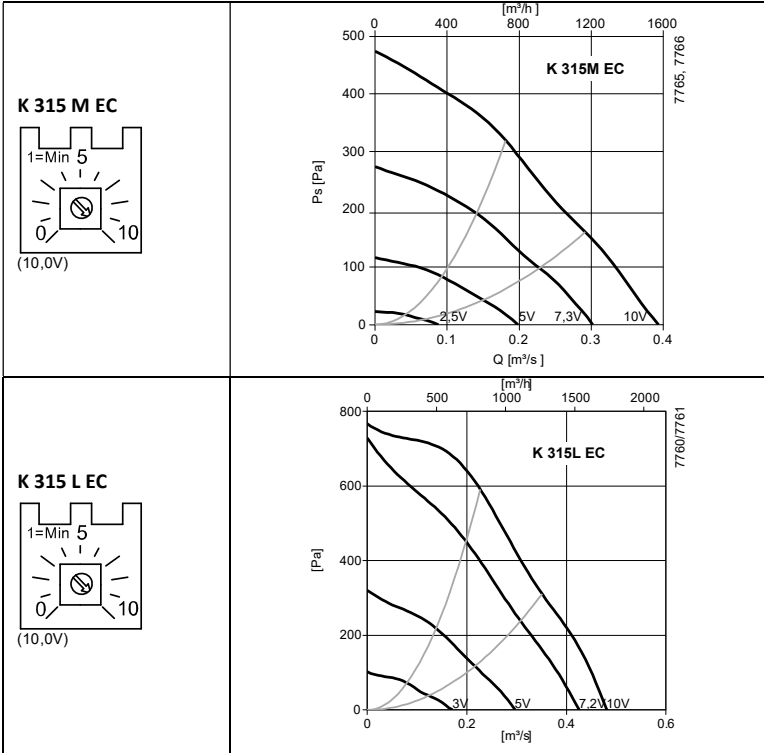 K 315 M EC
1=Min 5
0 10
(10,0V)
[m³/h ]
0 400 800 1200 1600
500
400
300
200
100
0
Ps [Pa]
K 315M EC
7765, 7766
2,5V 5V 7,3V 10V
0 0.1 0.2 0.3 0.4
Q [m³/s ]
K 315 L EC
1=Min 5
0 10
(10,0V)
[m³/h]
0 500 1000 1500 2000
800
600
400
200
0
[Pa]
K 315L EC
7760/7761
3V 5V 7,2V 10V
0 0.2 0.4 0.6
[m³/s]